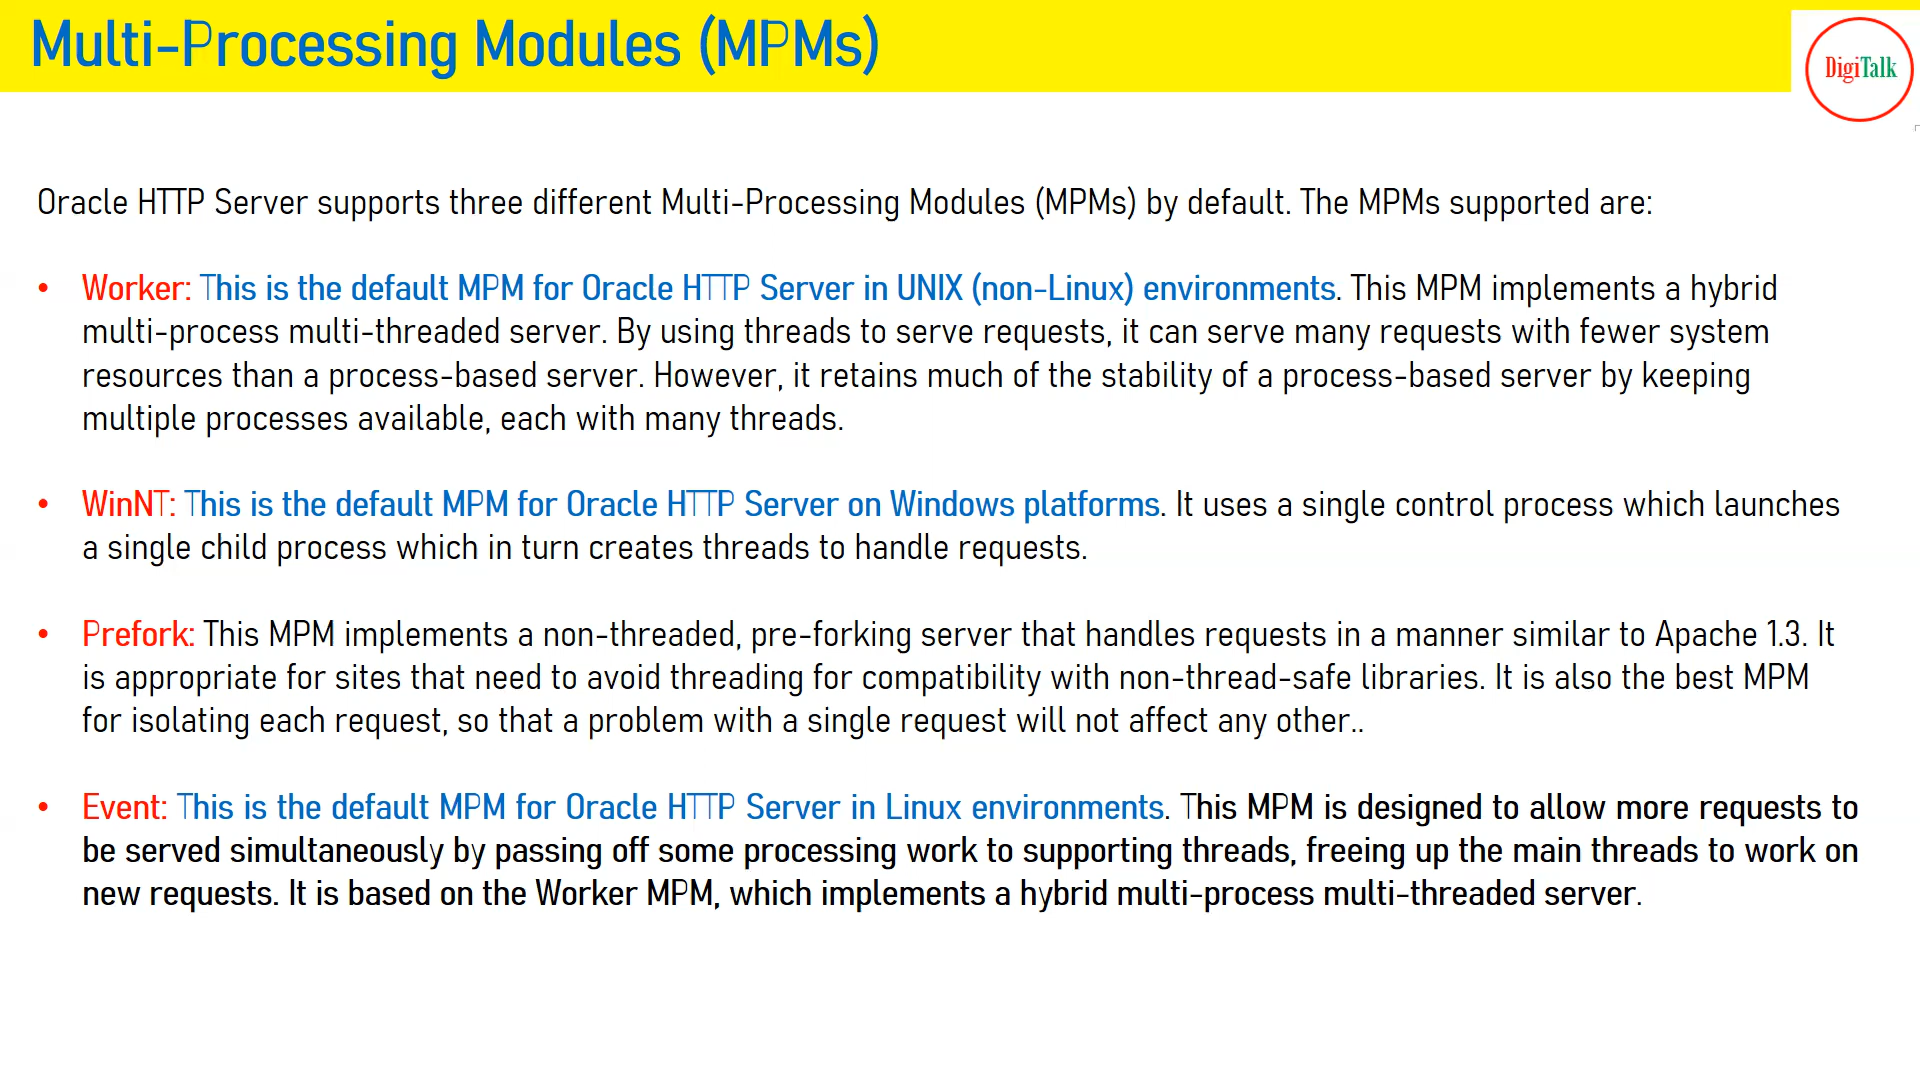 Multi-Processing Modules (MPMs)
DigiTalk
Oracle HTTP Server supports three different Multi-Processing Modules (MPMs) by default. The MPMs supported are:
• Worker: This is the default MPM for Oracle HTTP Server in UNIX (non-Linux) environments. This MPM implements a hybrid
multi-process multi-threaded server. By using threads to serve requests, it can serve many requests with fewer system
resources than a process-based server. However, it retains much of the stability of a process-based server by keeping
multiple processes available, each with many threads.
• WinNT: This is the default MPM for Oracle HTTP Server on Windows platforms. It uses a single control process which launches
a single child process which in turn creates threads to handle requests.
• Prefork: This MPM implements a non-threaded, pre-forking server that handles requests in a manner similar to Apache 1.3. It
is appropriate for sites that need to avoid threading for compatibility with non-thread-safe libraries. It is also the best MPM
for isolating each request, so that a problem with a single request will not affect any other..
• Event: This is the default MPM for Oracle HTTP Server in Linux environments. This MPM is designed to allow more requests to
be served simultaneously by passing off some processing work to supporting threads, freeing up the main threads to work on
new requests. It is based on the Worker MPM, which implements a hybrid multi-process multi-threaded server.